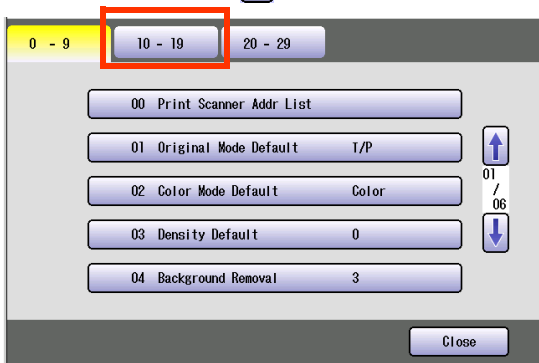 0 - 9 10 - 19 20 - 29
00 Print Scanner Addr List
01 Original Mode Default T/P
02 Color Mode Default Color
03 Density Default 0
04 Background Removal 3
01
/
06
Close